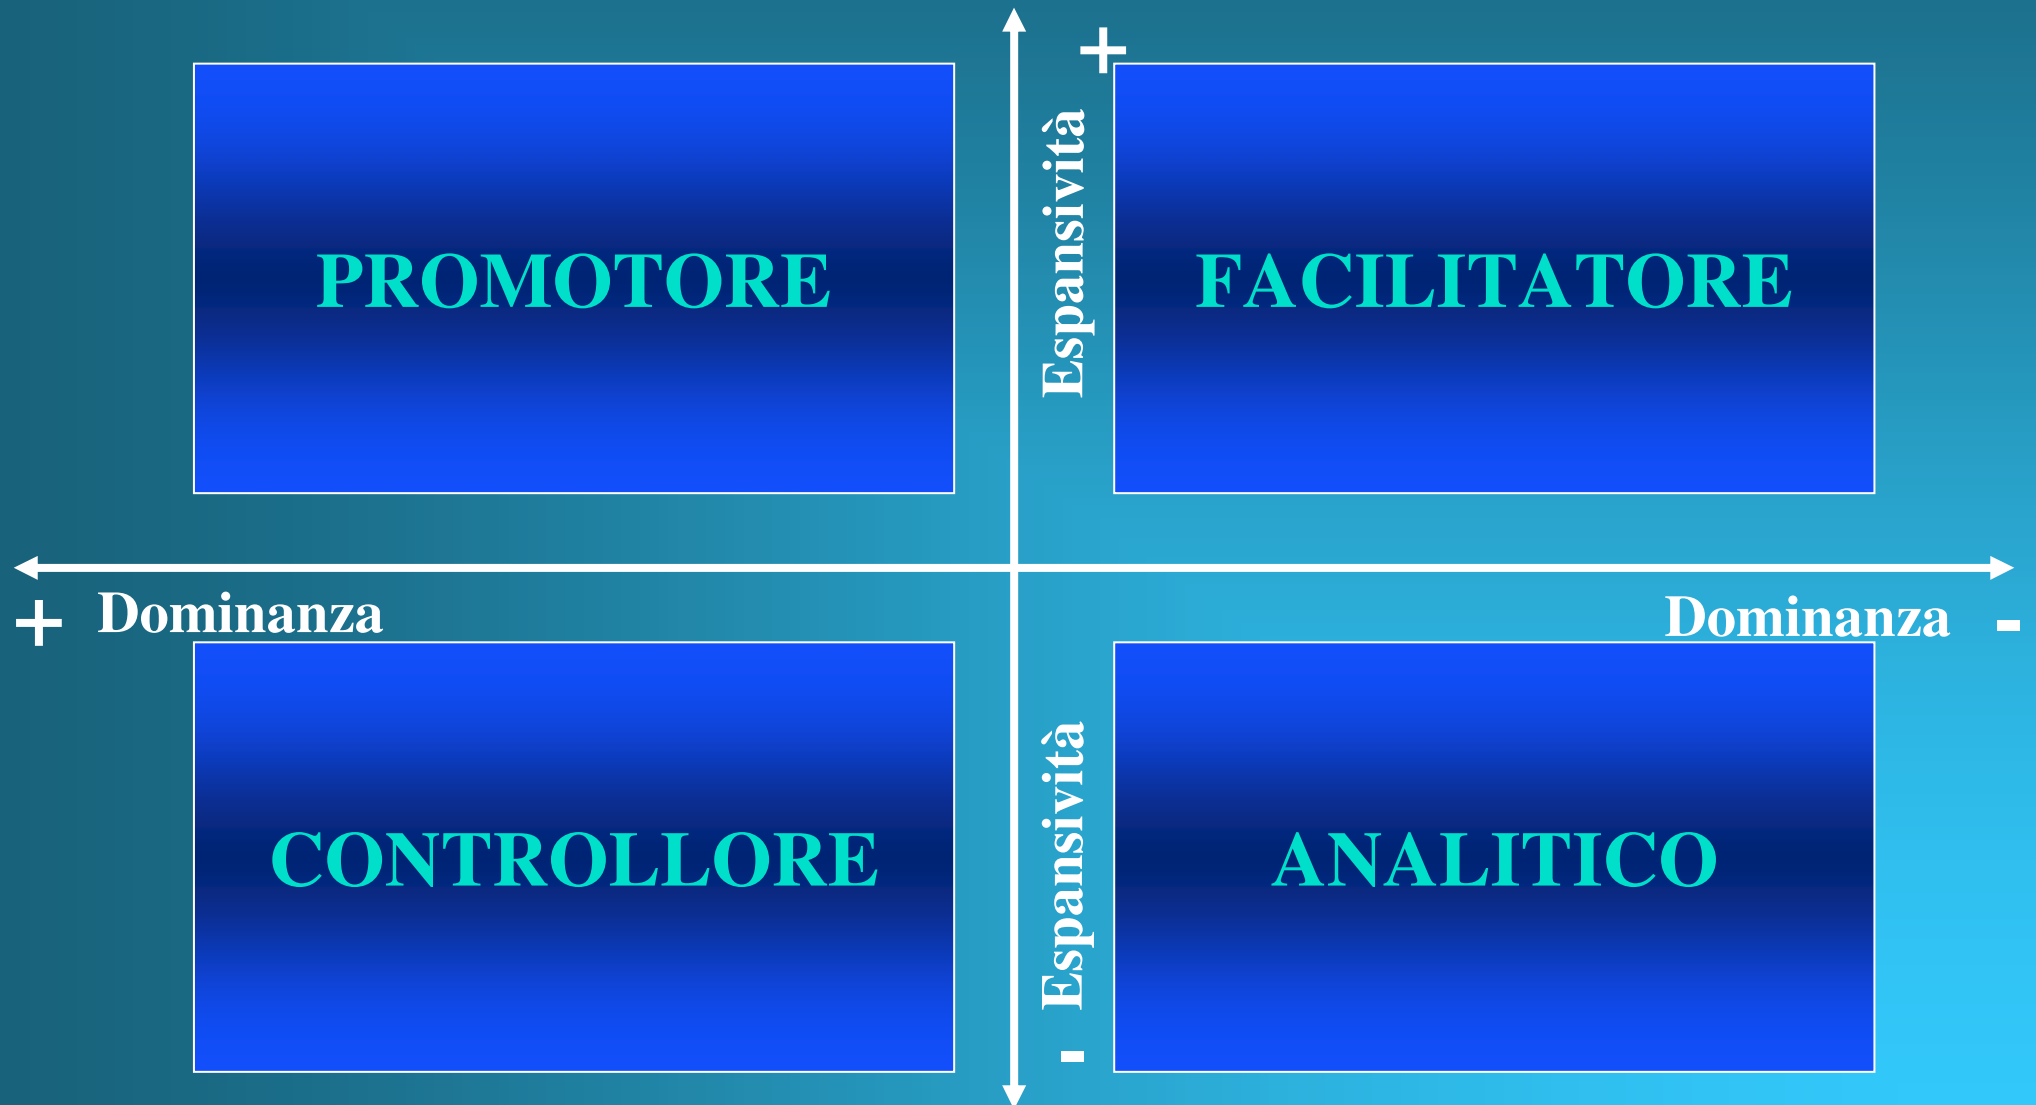 +
Espansività
PROMOTORE
FACILITATORE
+ Dominanza
Dominanza -
CONTROLLORE
ANALITICO
- Espansività